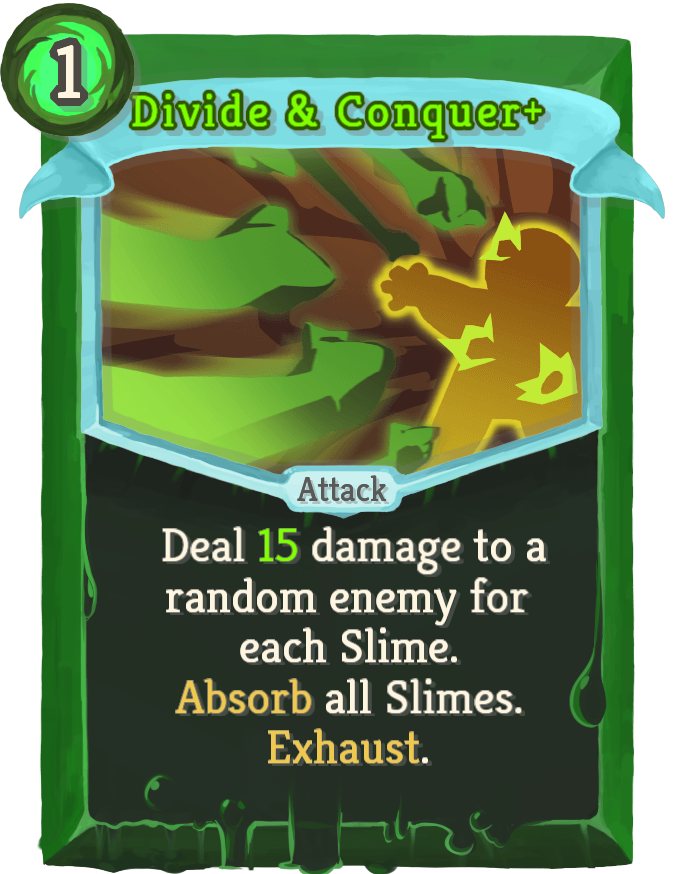 1
Divide & Conquer+
Attack
Deal 15 damage to a
random enemy for
each Slime.
Absorb all Slimes.
Exhaust.